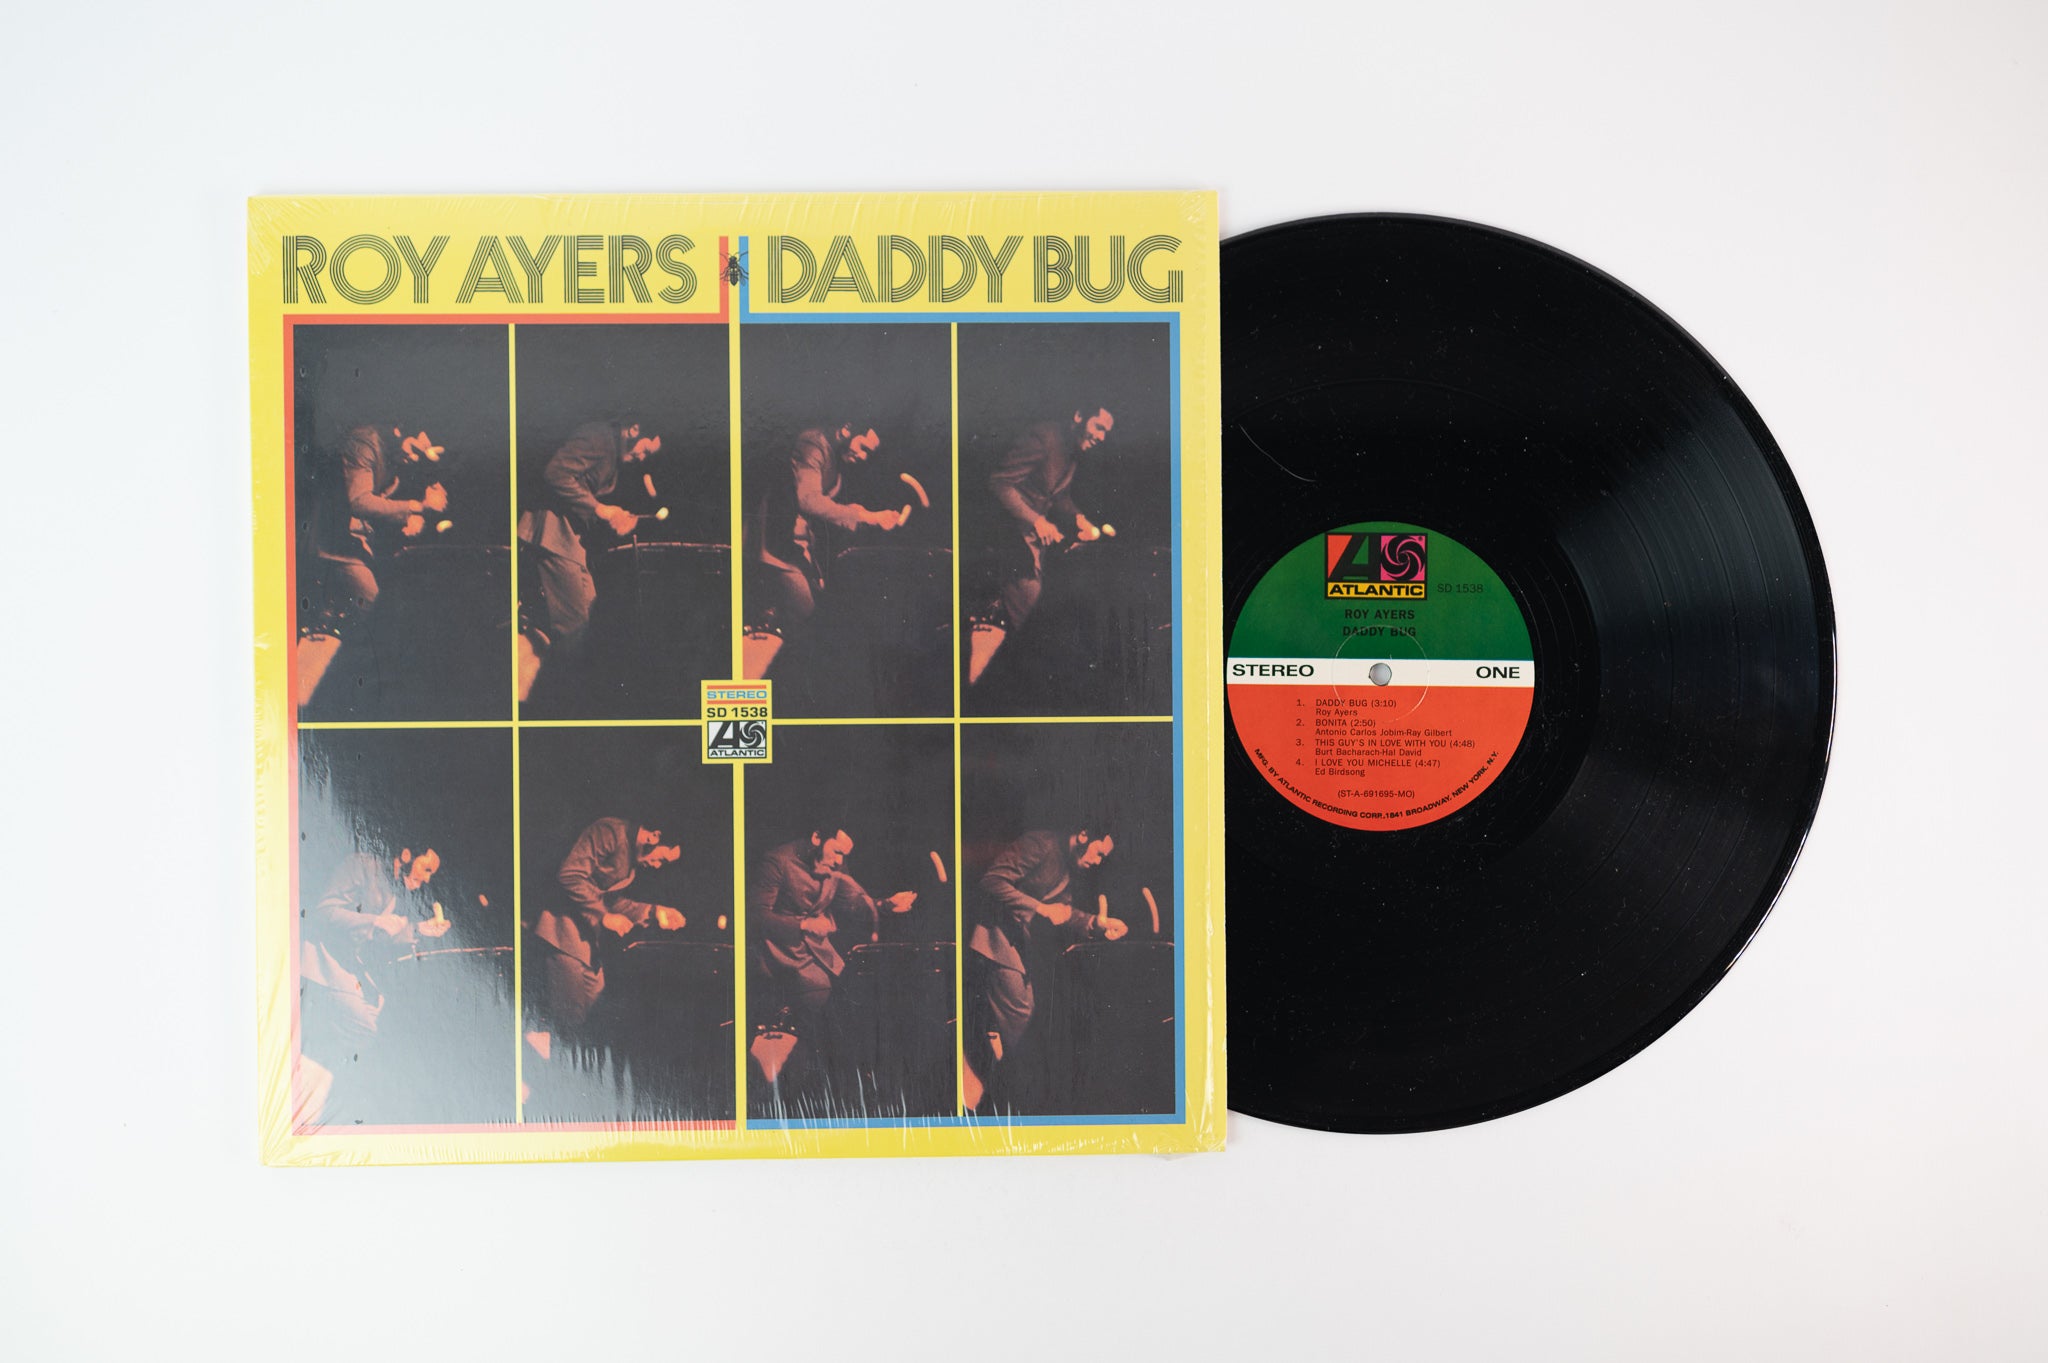 ROY AYERS DADDY BUG
STEREO
SD 1538
ATLANTIC
ATLANTIC SD 1538
ROY AYERS
DADDY BUG
STEREO ONE
1. DADDY BUG (3:10)
Roy Ayers
2. BONITA (2:50)
Antonio Carlos Jobim-Ray Gilbert
3. THIS GUY'S IN LOVE WITH YOU (4:48)
Burt Bacharach-Hal David
4. I LOVE YOU MICHELLE (4:47)
Ed Birdsong
(ST-A-691695-MO)
MFG. BY ATLANTIC RECORDING CORP., 1841 BROADWAY, NEW YORK, N.Y.